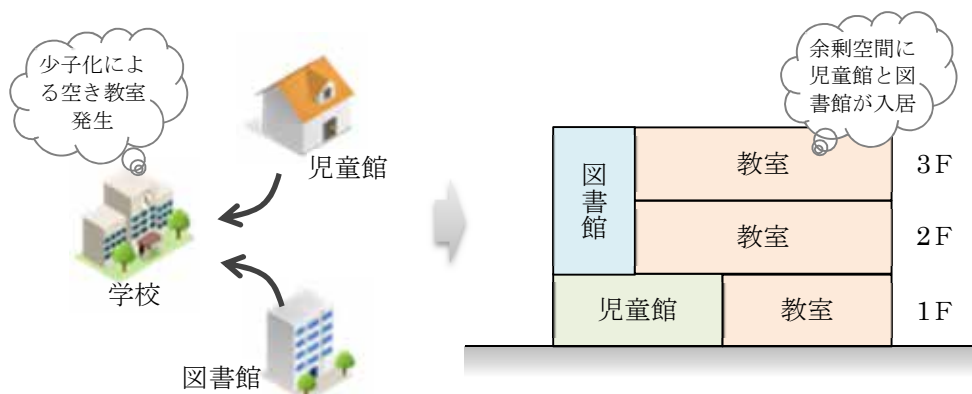 少子化によ
る空き教室
発生
児童館
学校
図書館
余剰空間に
児童館と図
書館が入居
図書館
教室
3F
教室
2F
児童館
教室
1F